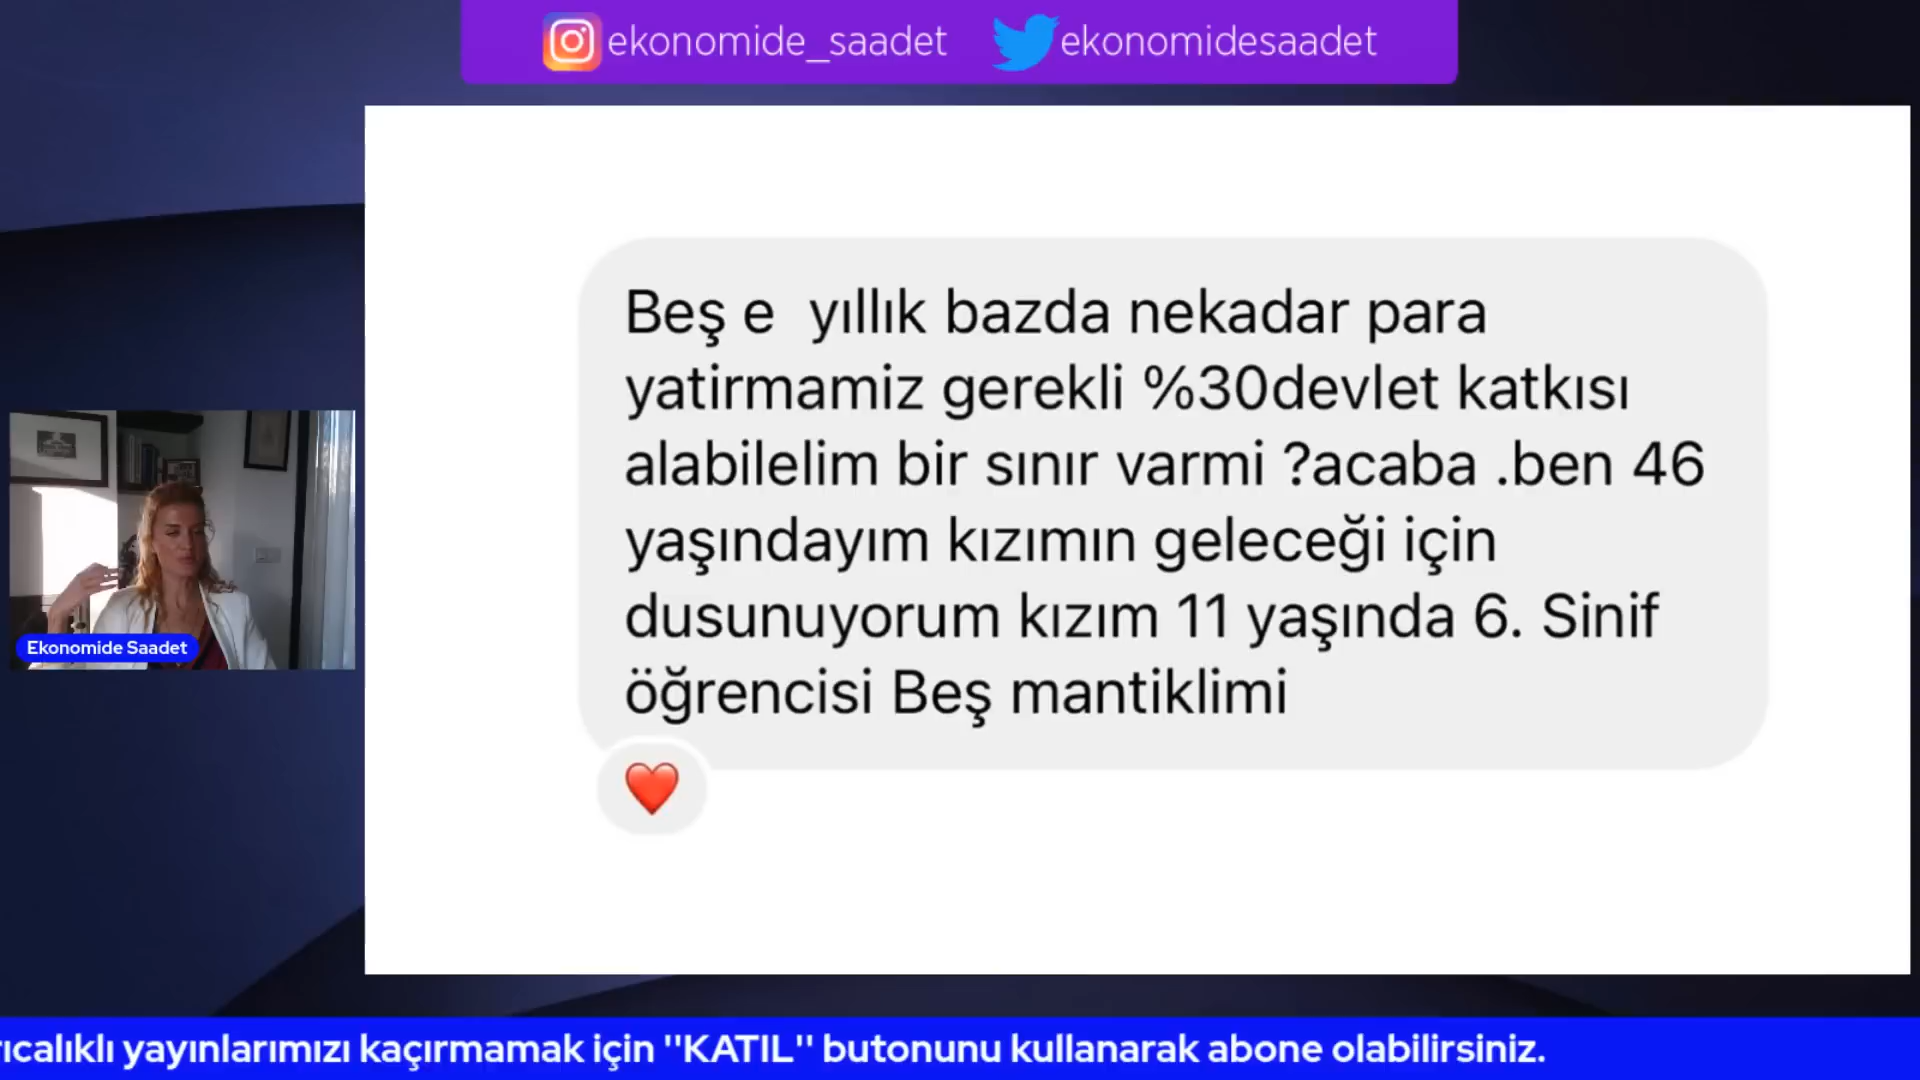 ekonomide_saadet ekonomidesaadet
Beş e yıllık bazda nekadar para
yatirmamiz gerekli %30devlet katkısı
alabilelim bir sınır varmi ?acaba .ben 46
yaşındayım kızımın geleceği için
dusunuyorum kızım 11 yaşında 6. Sinif
öğrencisi Beş mantiklimi
Ekonomide Saadet
rıcalıklı yayınlarımızı kaçırmamak için "KATIL" butonunu kullanarak abone olabilirsiniz.